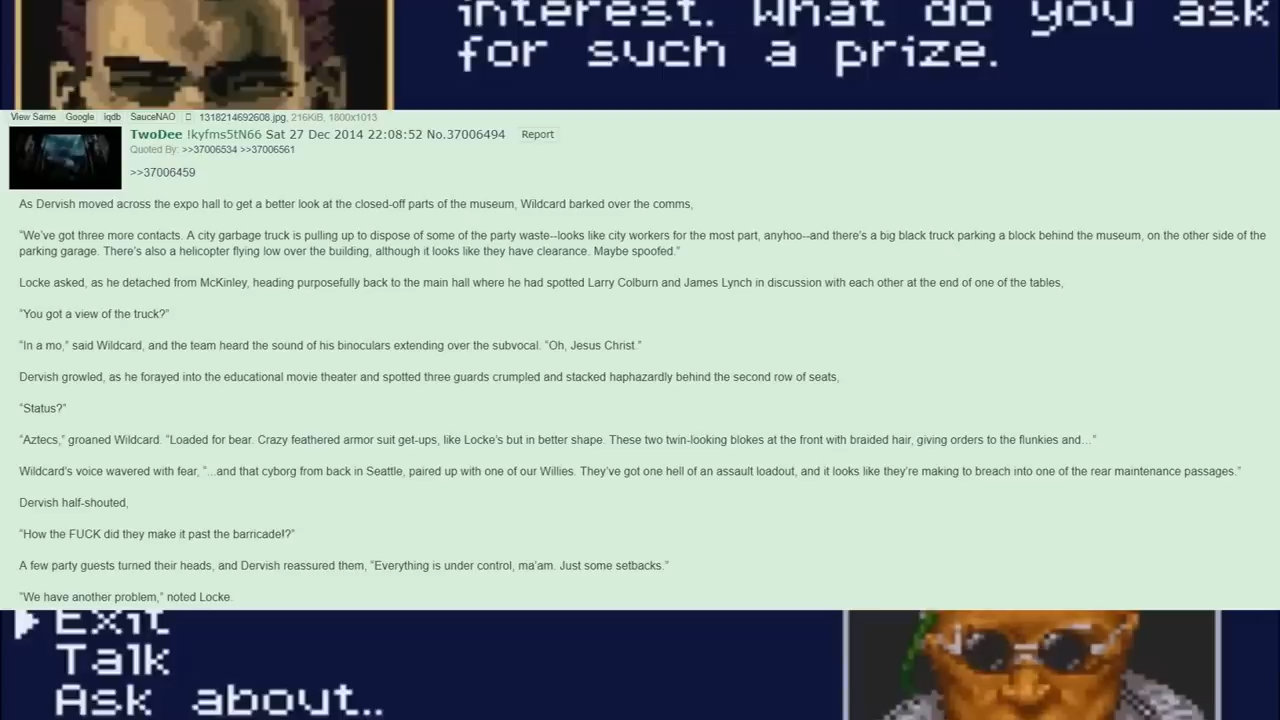 interest. What do you ask
for such a prize.
View Same Google iqdb SauceNAO 1318214692608.jpg, 216KiB, 1800x1013
TwoDee !kyfms5tN66 Sat 27 Dec 2014 22:08:52 No.37006494 Report
Quoted By: >>37006534 >>37006561
>>37006459
As Dervish moved across the expo hall to get a better look at the closed-off parts of the museum, Wildcard barked over the comms,
“We’ve got three more contacts. A city garbage truck is pulling up to dispose of some of the party waste--looks like city workers for the most part, anyhoo--and there’s a big black truck parking a block behind the museum, on the other side of the
parking garage. There’s also a helicopter flying low over the building, although it looks like they have clearance. Maybe spoofed.”
Locke asked, as he detached from McKinley, heading purposefully back to the main hall where he had spotted Larry Colburn and James Lynch in discussion with each other at the end of one of the tables,
“You got a view of the truck?”
“In a mo,” said Wildcard, and the team heard the sound of his binoculars extending over the subvocal. “Oh, Jesus Christ.”
Dervish growled, as he forayed into the educational movie theater and spotted three guards crumpled and stacked haphazardly behind the second row of seats,
“Status?”
“Aztecs,” groaned Wildcard. “Loaded for bear. Crazy feathered armor suit get-ups, like Locke’s but in better shape. These two twin-looking blokes at the front with braided hair, giving orders to the flunkies and…”
Wildcard’s voice wavered with fear, “…and that cyborg from back in Seattle, paired up with one of our Willies. They’ve got one hell of an assault loadout, and it looks like they’re making to breach into one of the rear maintenance passages.”
Dervish half-shouted,
“How the FUCK did they make it past the barricade!?”
A few party guests turned their heads, and Dervish reassured them, “Everything is under control, ma’am. Just some setbacks.”
“We have another problem,” noted Locke.
Exit
Talk
Ask about..